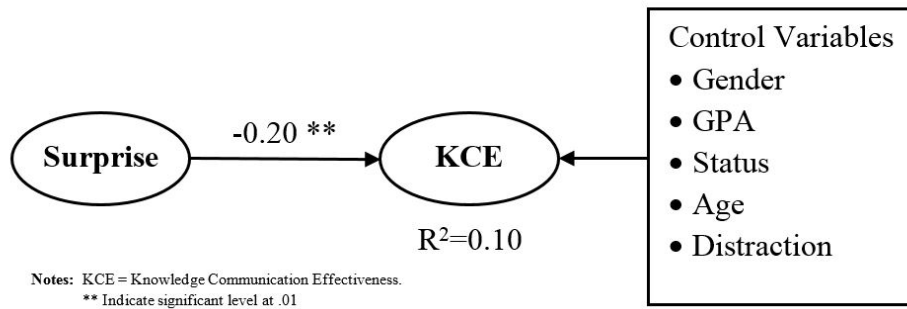 Surprise
-0.20 **
KCE
R²=0.10
Control Variables
• Gender
• GPA
• Status
• Age
• Distraction
Notes: KCE = Knowledge Communication Effectiveness.
** Indicate significant level at .01